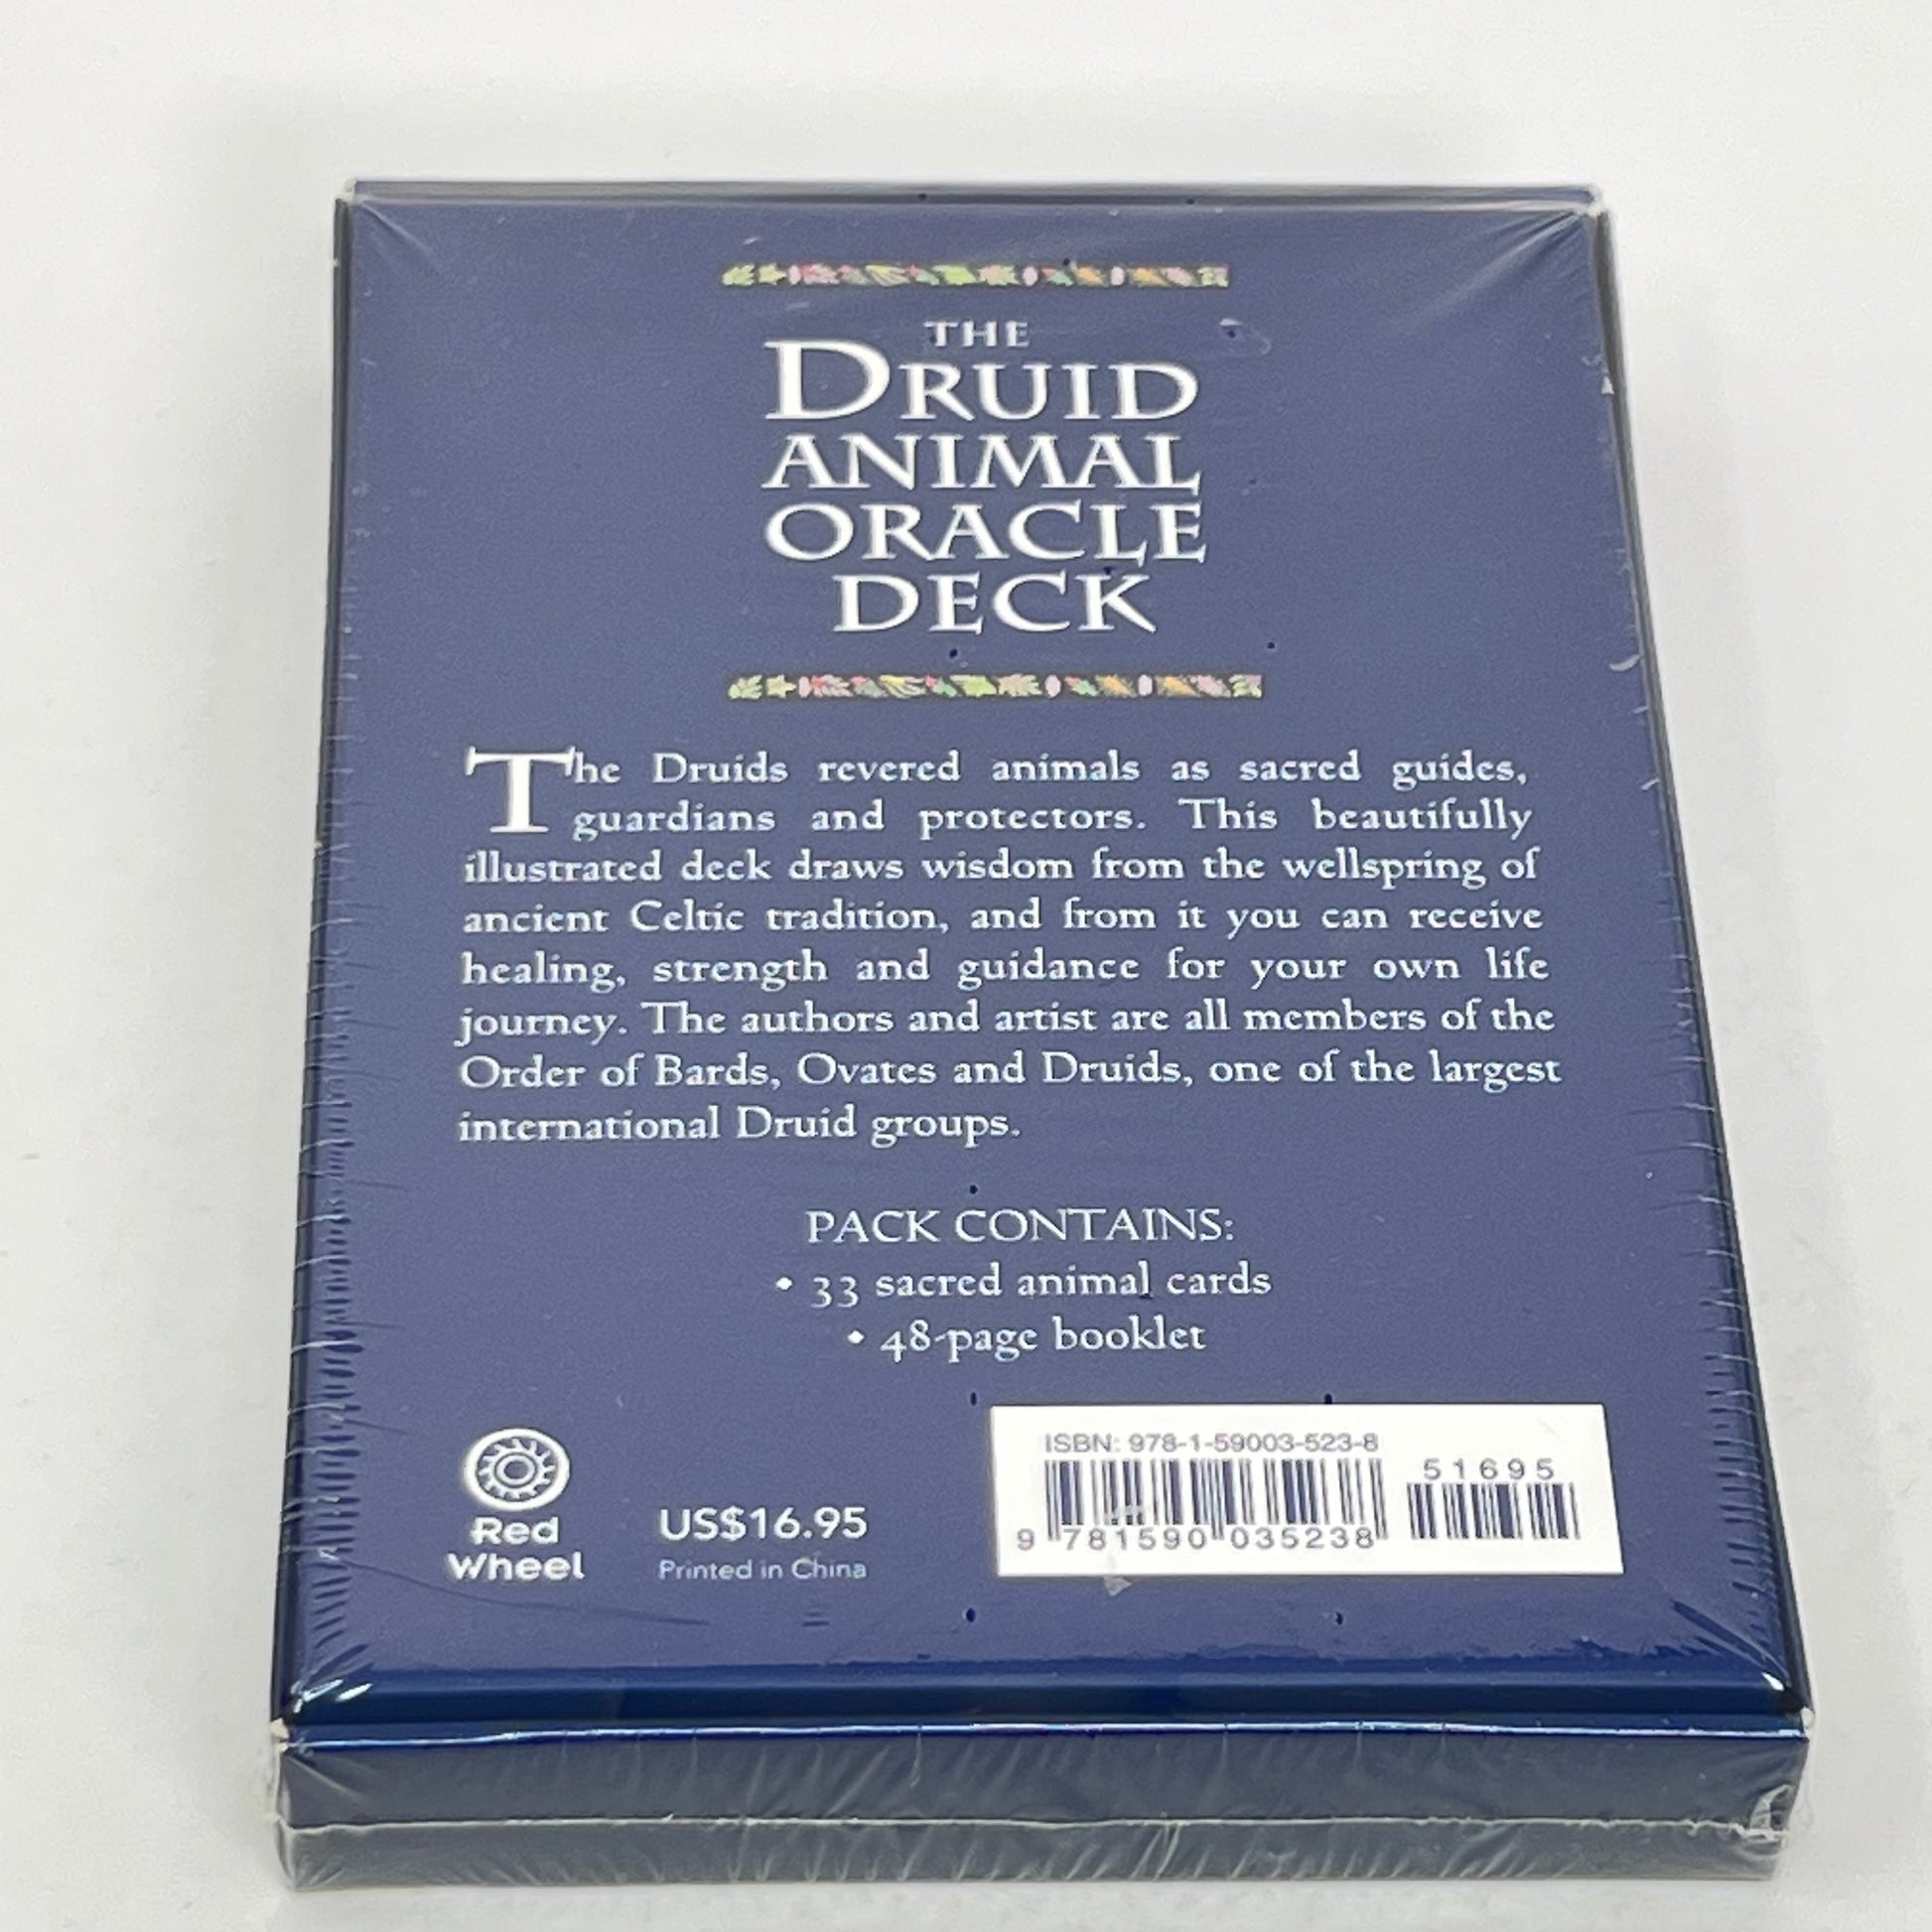 THE
DRUID
ANIMAL
ORACLE
DECK
The Druids revered animals as sacred guides,
guardians and protectors. This beautifully
illustrated deck draws wisdom from the wellspring of
ancient Celtic tradition, and from it you can receive
healing, strength and guidance for your own life
journey. The authors and artist are all members of the
Order of Bards, Ovates and Druids, one of the largest
international Druid groups.
PACK CONTAINS:
• 33 sacred animal cards
• 48-page booklet
Red
Wheel
US$16.95
Printed in China
ISBN: 978-1-59003-523-8
51695
9 781590 035238